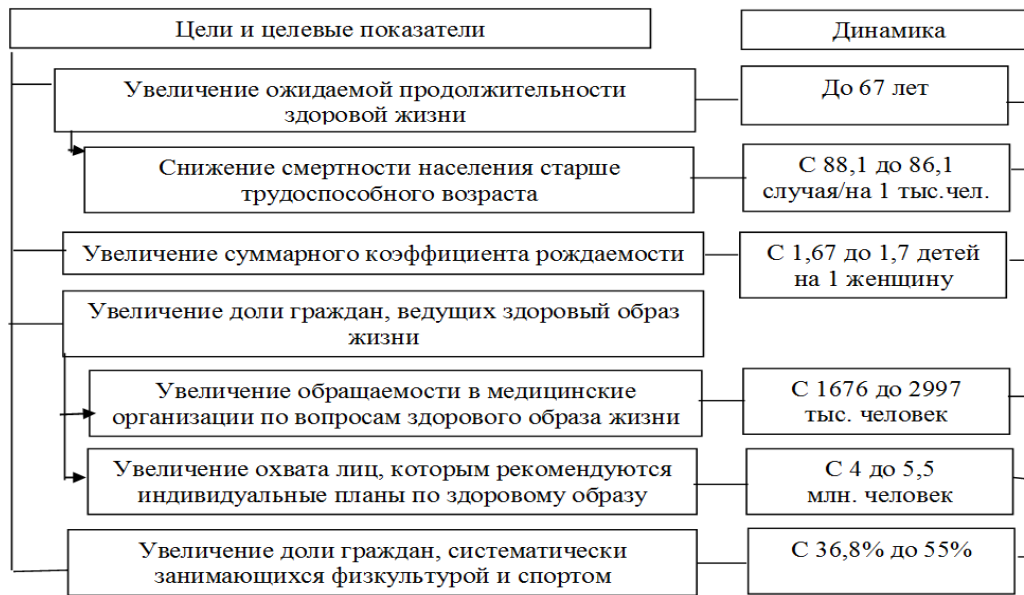 Цели и целевые показатели
Динамика
Увеличение ожидаемой продолжительности
здоровой жизни
До 67 лет
Снижение смертности населения старше
трудоспособного возраста
С 88,1 до 86,1
случая/на 1 тыс.чел.
Увеличение суммарного коэффициента рождаемости
С 1,67 до 1,7 детей
на 1 женщину
Увеличение доли граждан, ведущих здоровый образ
жизни
Увеличение обращаемости в медицинские
организации по вопросам здорового образа жизни
С 1676 до 2997
тыс. человек
Увеличение охвата лиц, которым рекомендуются
индивидуальные планы по здоровому образу
С 4 до 5,5
млн. человек
Увеличение доли граждан, систематически
занимающихся физкультурой и спортом
С 36,8% до 55%